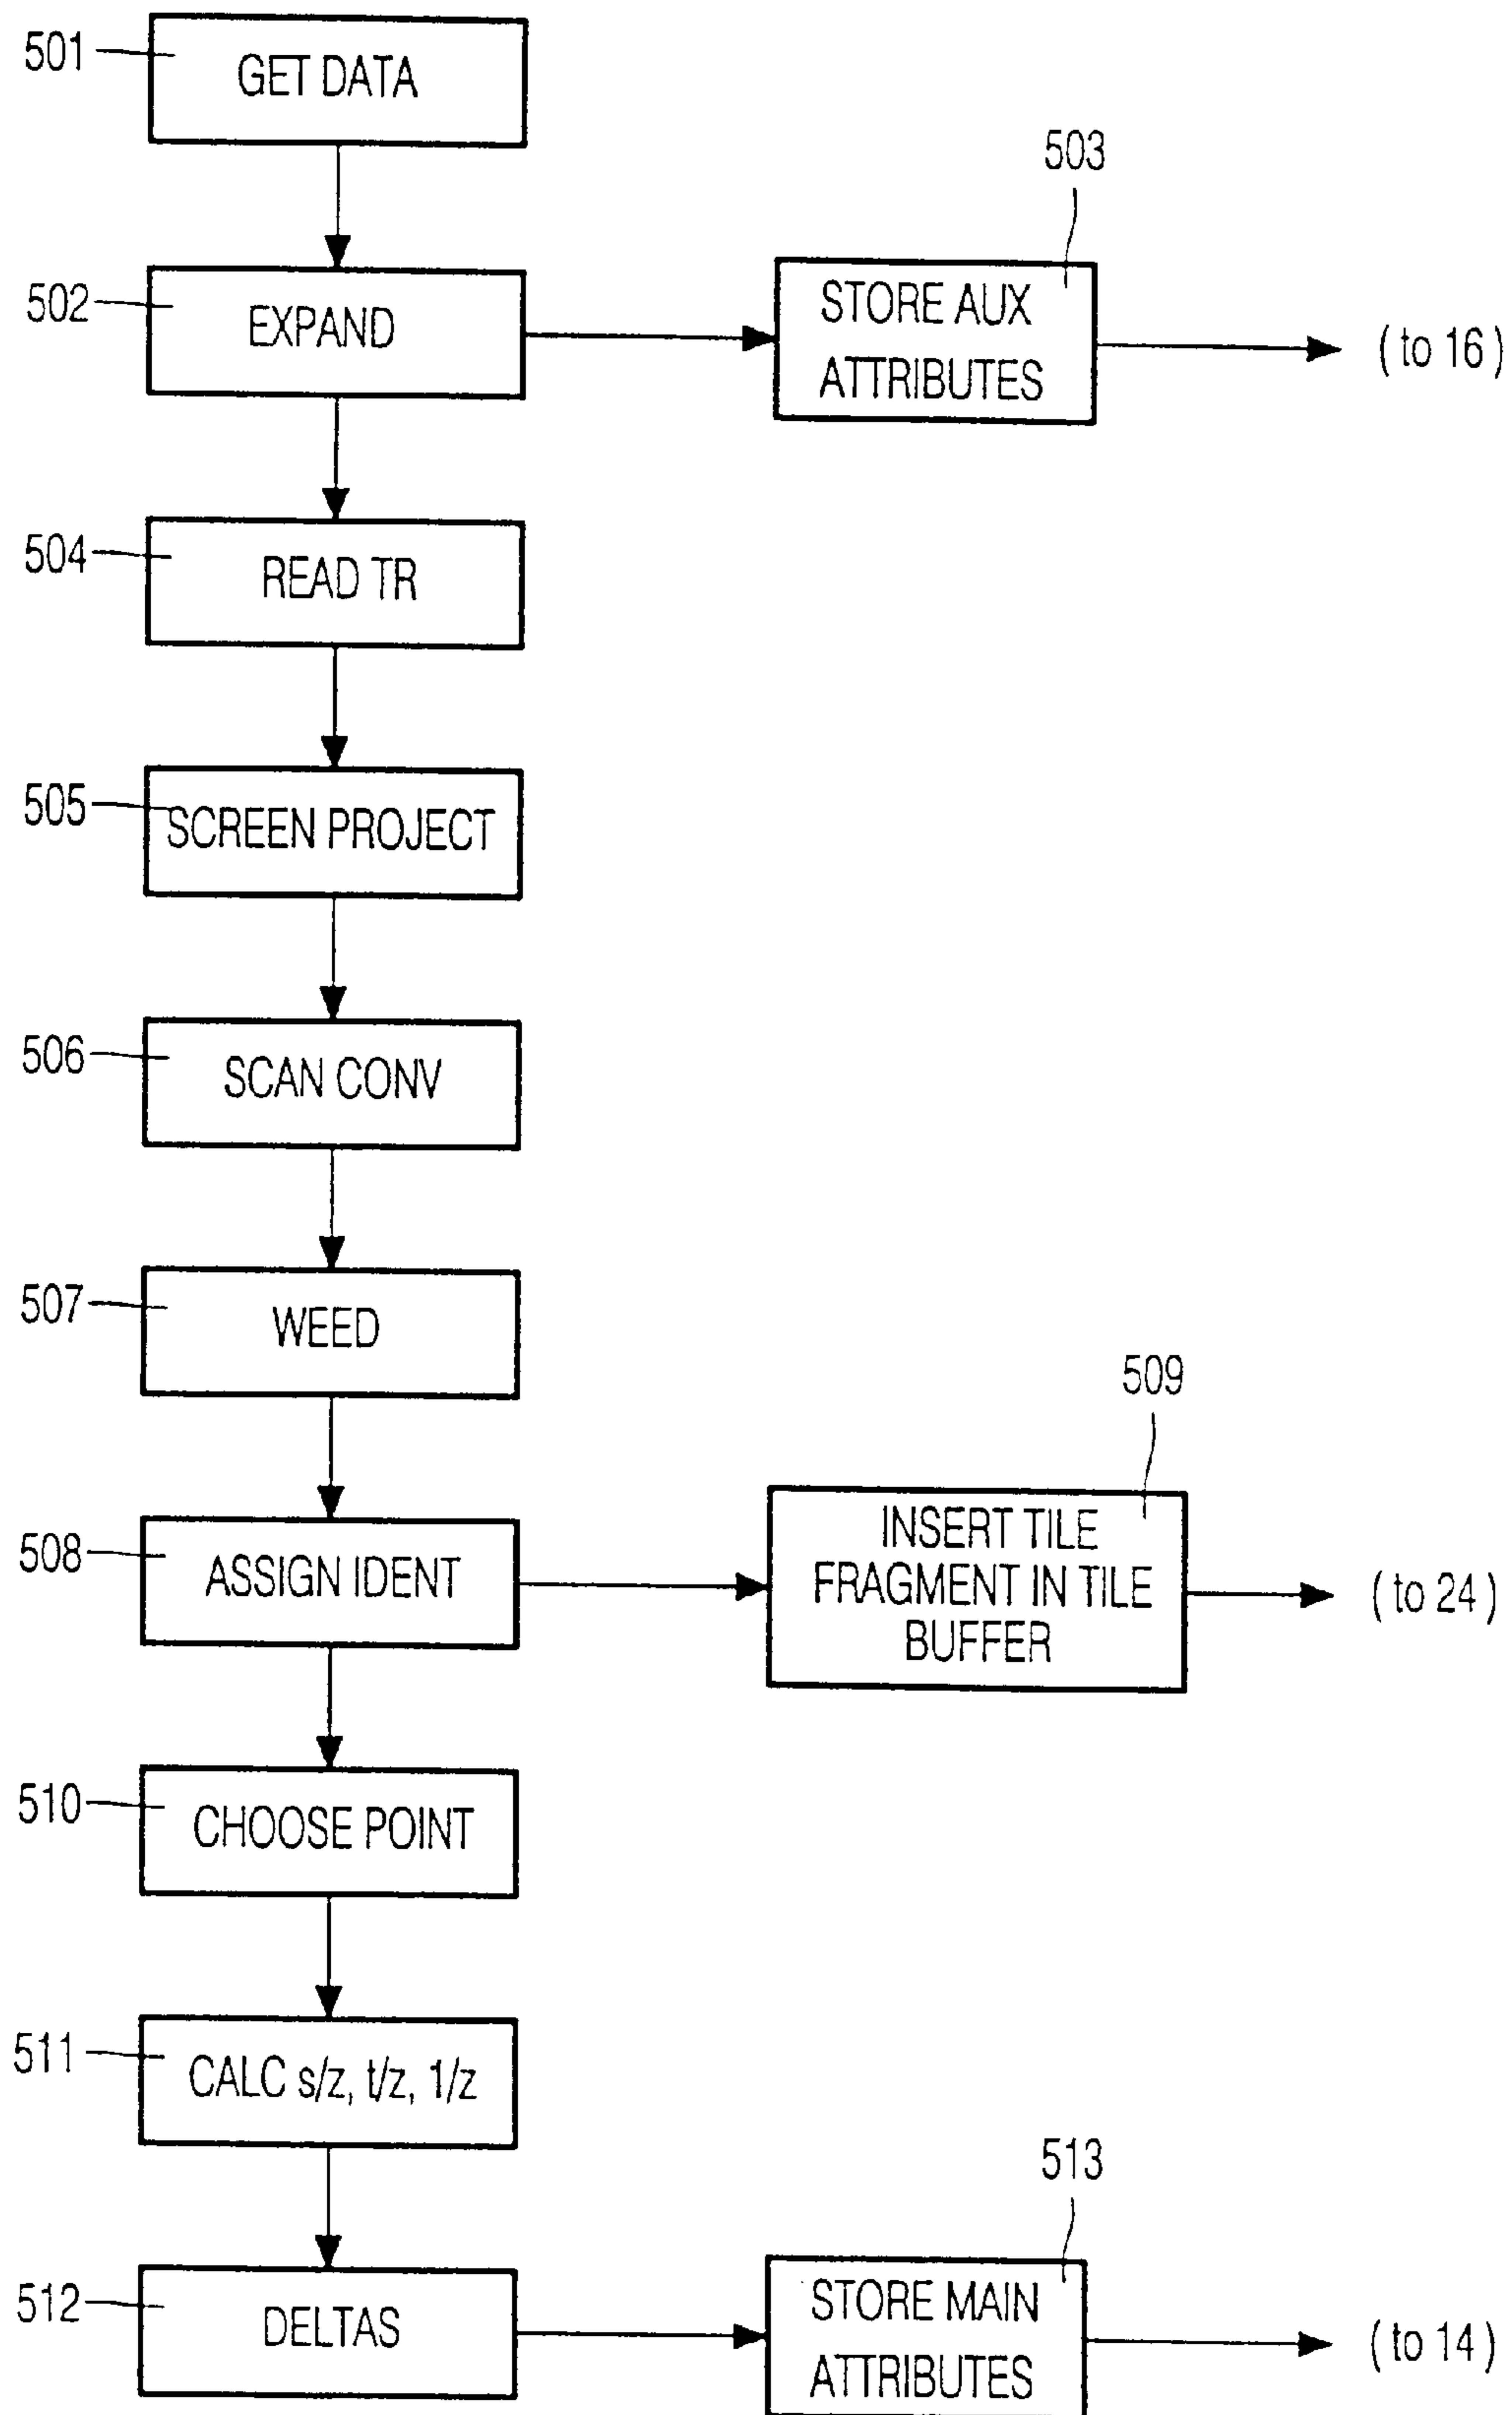 501
GET DATA
503
502
EXPAND
STORE AUX
ATTRIBUTES
( to 16 )
504
READ TR
505
SCREEN PROJECT
506
SCAN CONV
507
WEED
509
508
ASSIGN IDENT
INSERT TILE
FRAGMENT IN TILE
BUFFER
( to 24 )
510
CHOOSE POINT
511
CALC s/z, t/z, 1/z
513
512
DELTAS
STORE MAIN
ATTRIBUTES
( to 14 )